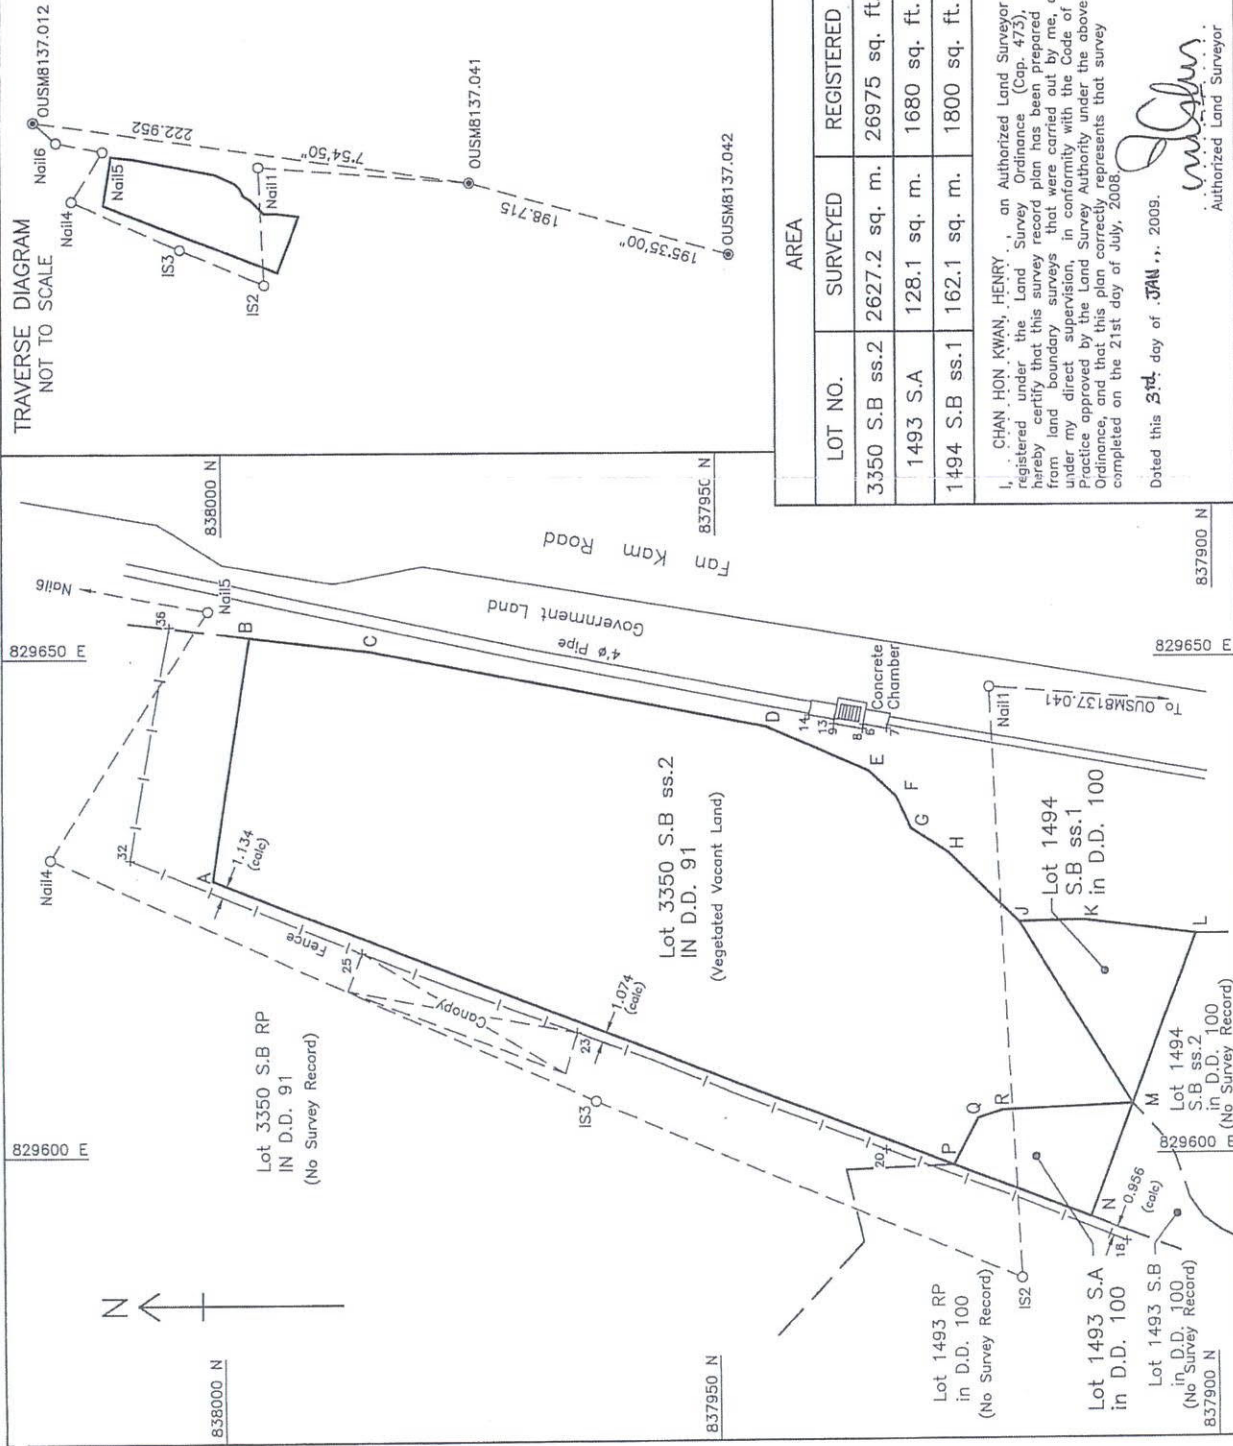 TRAVERSE DIAGRAM
NOT TO SCALE
OUSM8137.012
Nail6
Nail5
Nail4
IS3
IS2
Nail1
222.952
7°54'50"
OUSM8137.041
198.715
195°35'00"
OUSM8137.042
AREA
LOT NO. SURVEYED REGISTERED
3350 S.B ss.2 2627.2 sq. m. 26975 sq. ft.
1493 S.A 128.1 sq. m. 1680 sq. ft.
1494 S.B ss.1 162.1 sq. m. 1800 sq. ft.
I, CHAN HON KWAN, HENRY, an Authorized Land Surveyor
registered under the Land Survey Ordinance (Cap. 473),
hereby certify that this survey record plan has been prepared
from land boundary surveys that were carried out by me,
under my direct supervision, in conformity with the Code of
Practice approved by the Land Survey Authority under the above
Ordinance, and that this plan correctly represents that survey
completed on the 21st day of July, 2008.
Dated this 3rd. day of JAN., 2009.
Authorized Land Surveyor
829650 E
829600 E
838000 N
837950 N
837900 N
838000 N
837950 N
837900 N
829650 E
829600 E
N
Nail6
Nail5
Nail4
36
32
A
B
C
D
E
F
G
H
J
K
L
M
N
P
Q
R
1.134
(calc)
Fence
25
Canopy
23
1.074
(calc)
IS3
20
IS2
18
0.956
(calc)
14
13
9
8
6
7
Concrete
Chamber
Nail1
To OUSM8137.041
4'ø Pipe
Government Land
Fan Kam Road
Lot 3350 S.B RP
IN D.D. 91
(No Survey Record)
Lot 3350 S.B ss.2
IN D.D. 91
(Vegetated Vacant Land)
Lot 1494
S.B ss.1
in D.D. 100
Lot 1494
S.B ss.2
in D.D. 100
(No Survey Record)
Lot 1493 RP
in D.D. 100
(No Survey Record)
Lot 1493 S.A
in D.D. 100
Lot 1493 S.B
in D.D. 100
(No Survey Record)